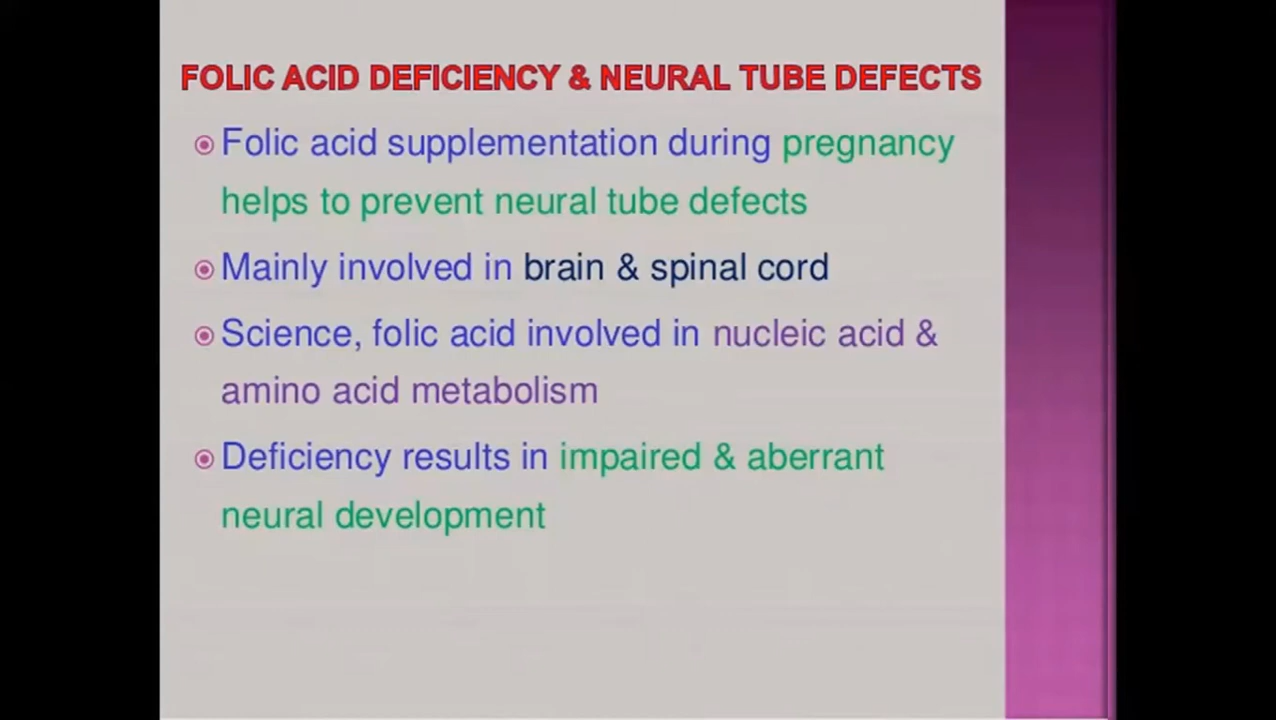 FOLIC ACID DEFICIENCY & NEURAL TUBE DEFECTS
Folic acid supplementation during pregnancy
helps to prevent neural tube defects
Mainly involved in brain & spinal cord
Science, folic acid involved in nucleic acid &
amino acid metabolism
Deficiency results in impaired & aberrant
neural development